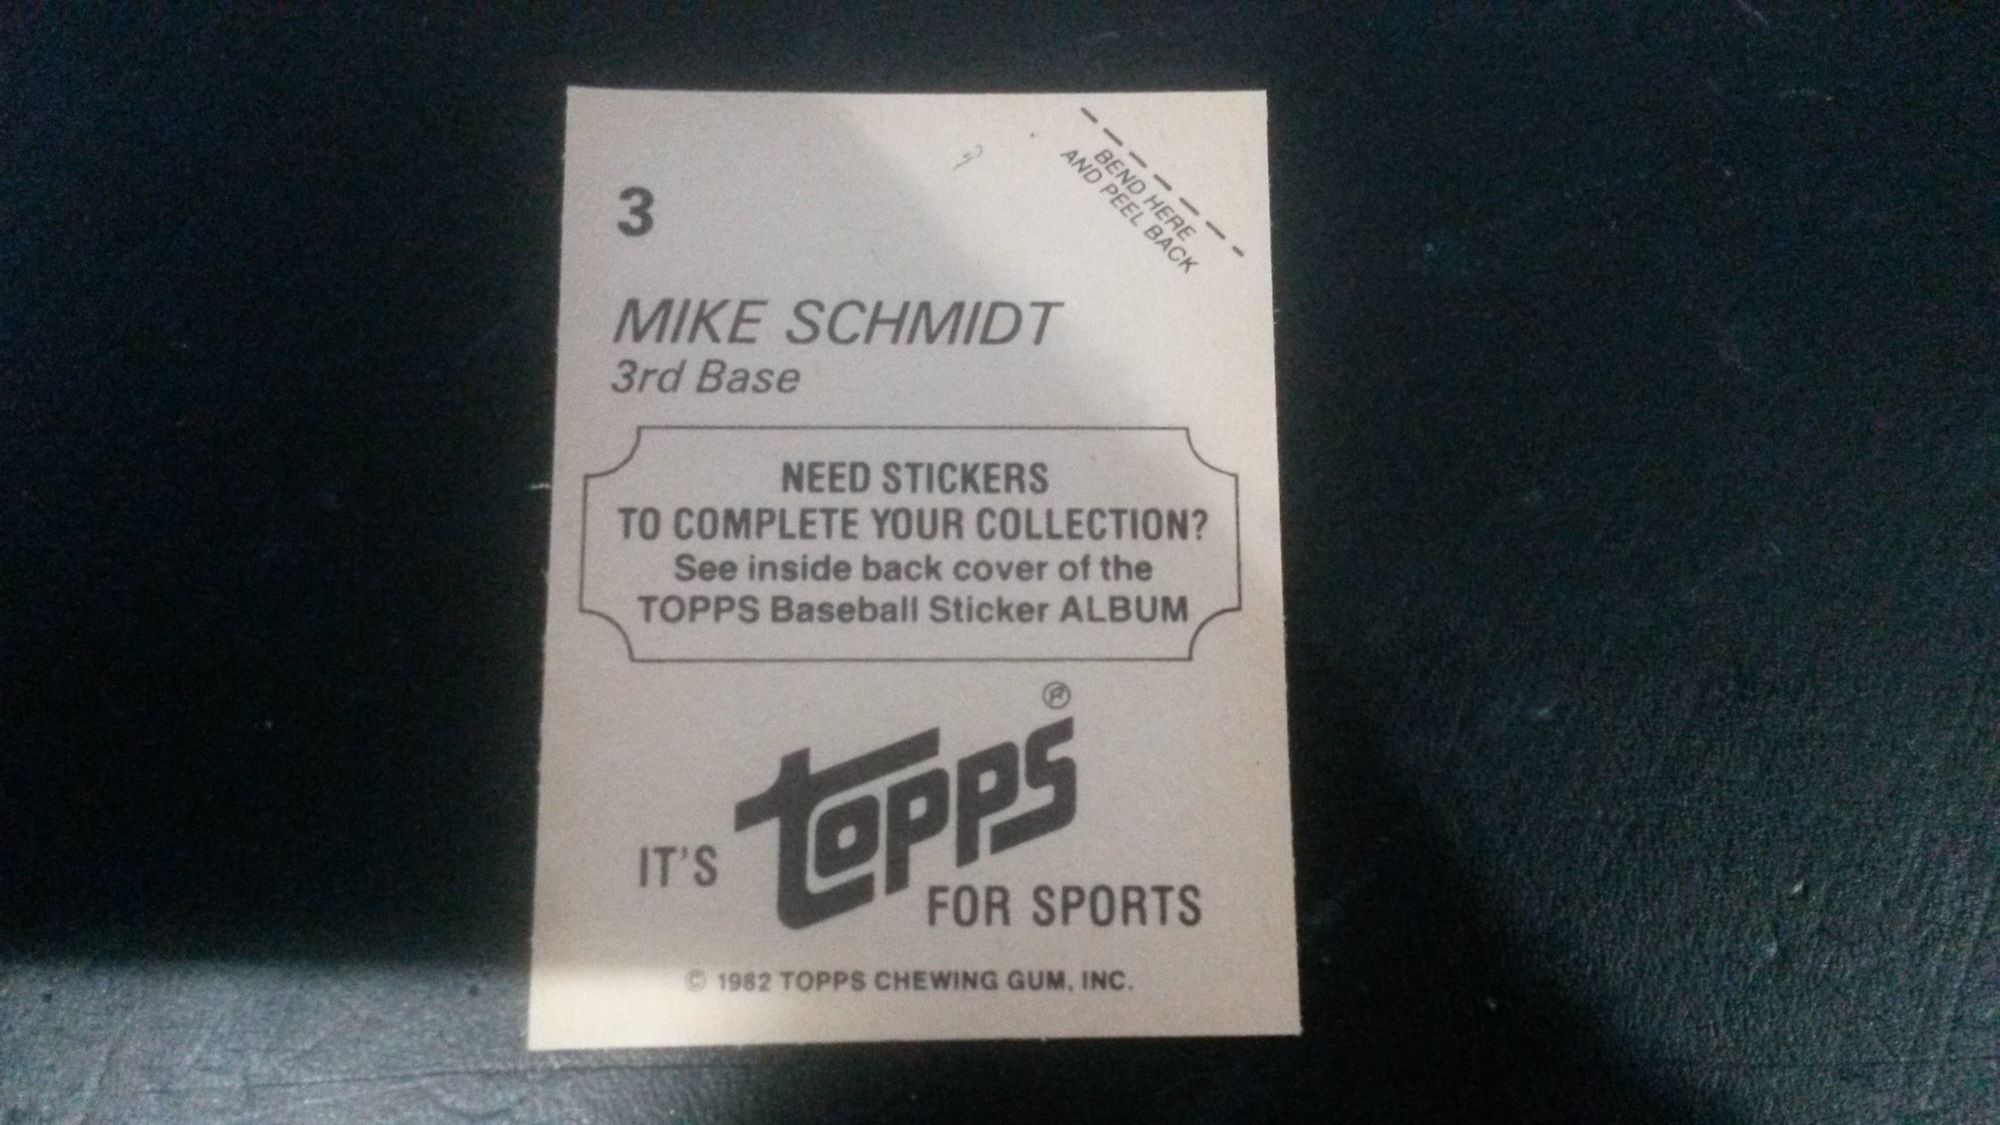 BEND HERE
AND PEEL BACK
3
MIKE SCHMIDT
3rd Base
NEED STICKERS
TO COMPLETE YOUR COLLECTION?
See inside back cover of the
TOPPS Baseball Sticker ALBUM
IT'S topps® FOR SPORTS
© 1982 TOPPS CHEWING GUM, INC.